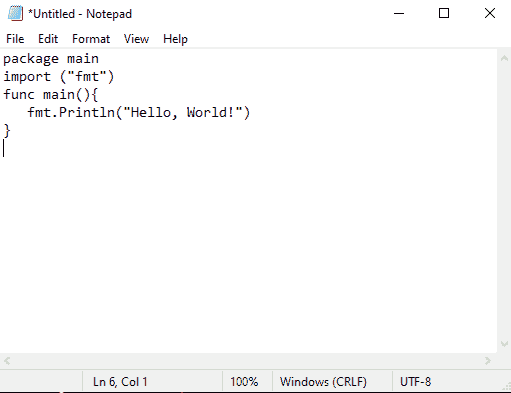 *Untitled - Notepad
File Edit Format View Help
package main
import ("fmt")
func main(){
   fmt.Println("Hello, World!")
}
Ln 6, Col 1 100% Windows (CRLF) UTF-8